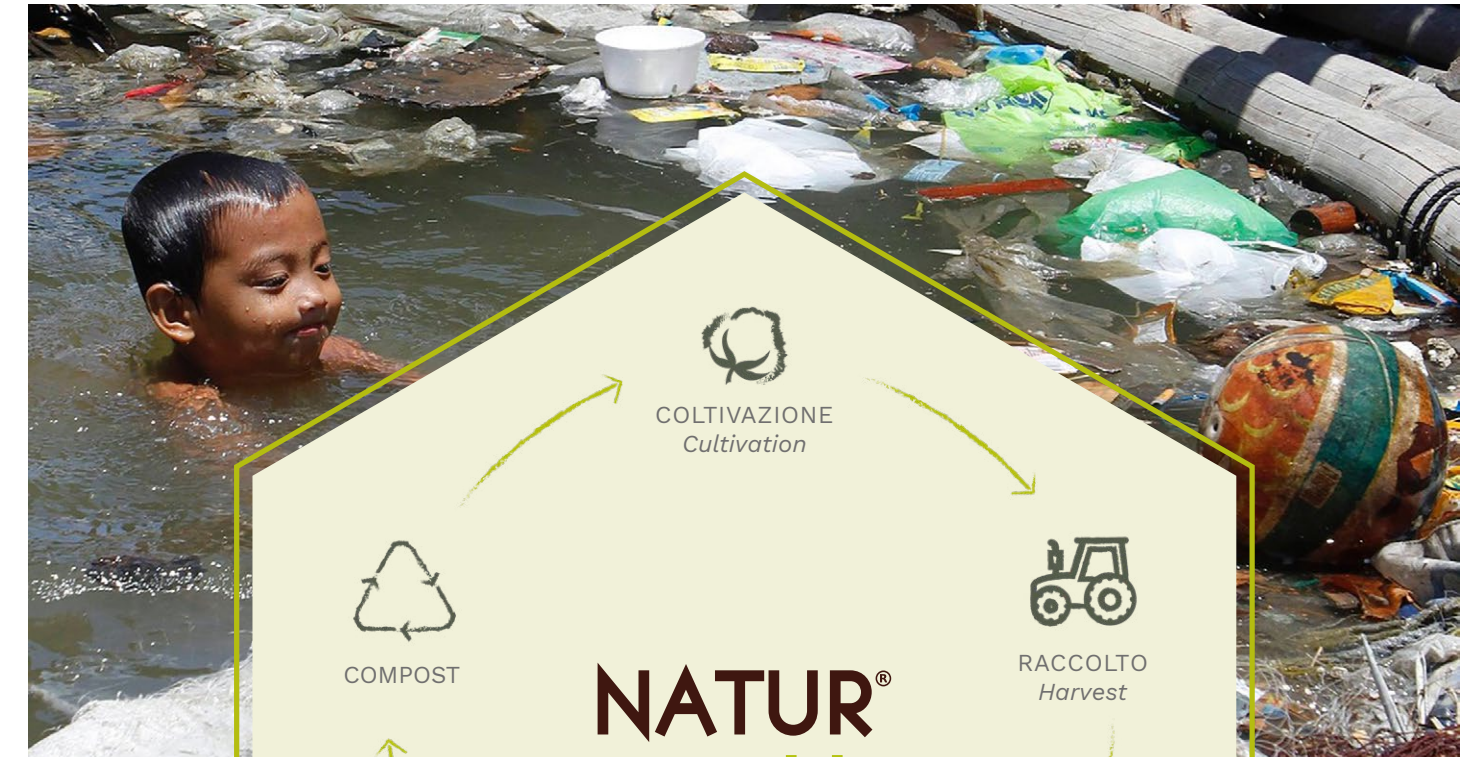 COLTIVAZIONE
Cultivation
COMPOST
RACCOLTO
Harvest
NATUR®